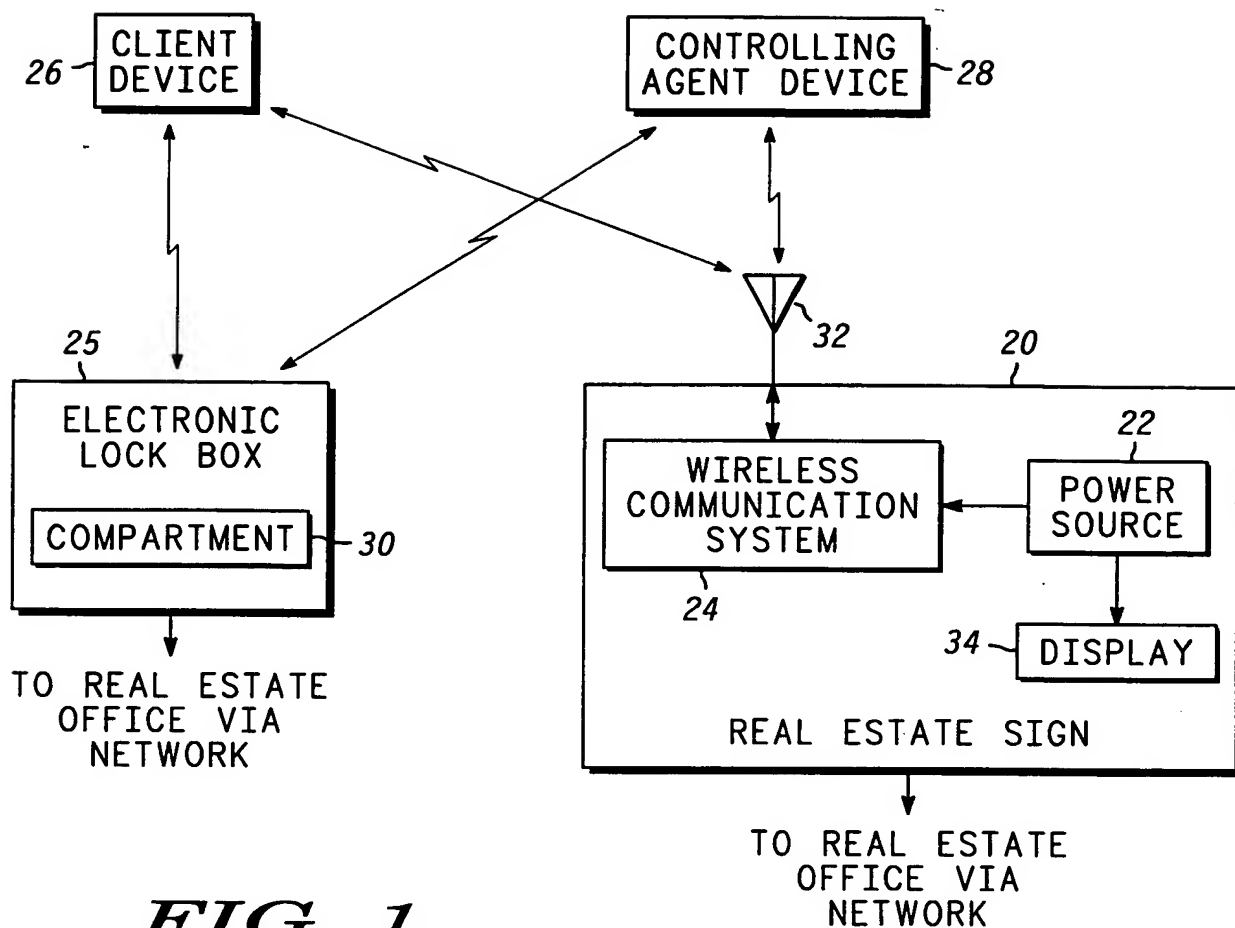 26
CLIENT
DEVICE
CONTROLLING
AGENT DEVICE
28
32
25
20
ELECTRONIC
LOCK BOX
COMPARTMENT
30
WIRELESS
COMMUNICATION
SYSTEM
24
22
POWER
SOURCE
34
DISPLAY
REAL ESTATE SIGN
TO REAL ESTATE
OFFICE VIA
NETWORK
TO REAL ESTATE
OFFICE VIA
NETWORK
FIG. 1